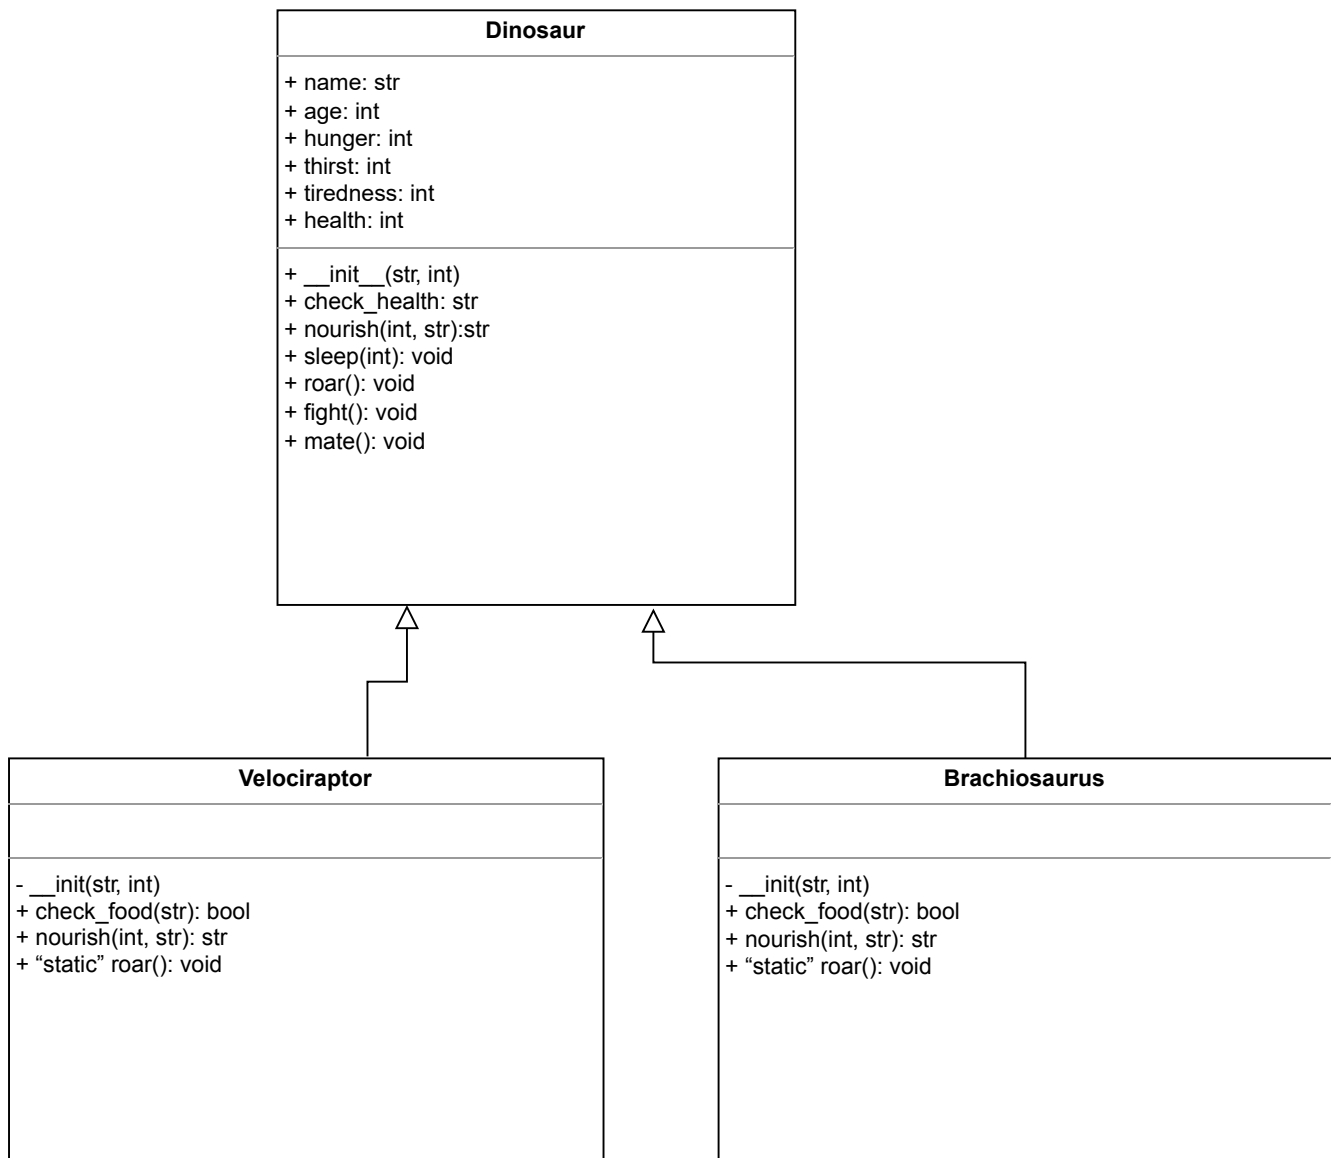 Dinosaur
+ name: str
+ age: int
+ hunger: int
+ thirst: int
+ tiredness: int
+ health: int
+ __init__(str, int)
+ check_health: str
+ nourish(int, str):str
+ sleep(int): void
+ roar(): void
+ fight(): void
+ mate(): void
Velociraptor
- __init(str, int)
+ check_food(str): bool
+ nourish(int, str): str
+ “static” roar(): void
Brachiosaurus
- __init(str, int)
+ check_food(str): bool
+ nourish(int, str): str
+ “static” roar(): void